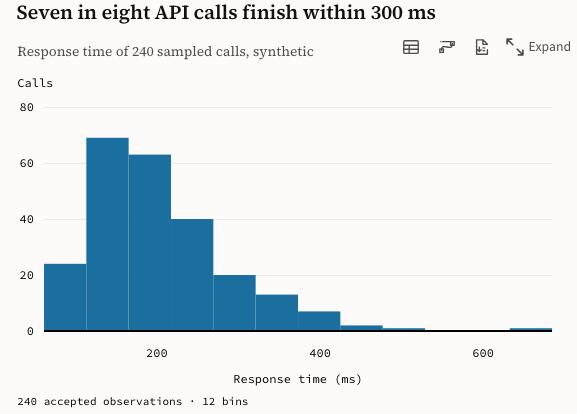 Seven in eight API calls finish within 300 ms
Response time of 240 sampled calls, synthetic
Expand
Calls
80
60
40
20
0
200 400 600
Response time (ms)
240 accepted observations · 12 bins